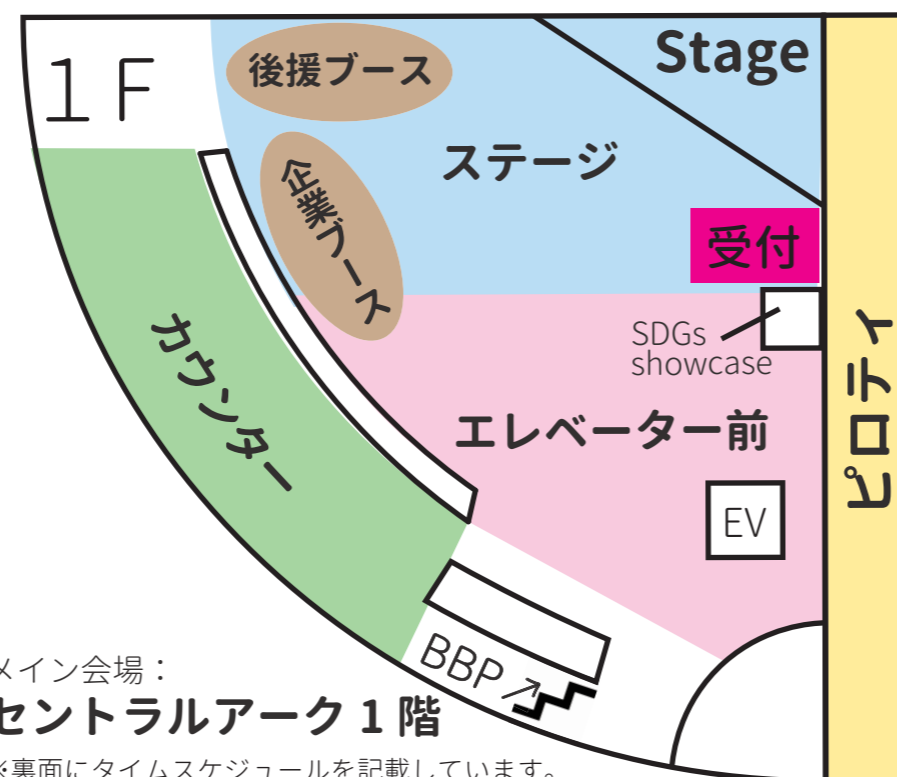 1F
後援ブース
Stage
企業ブース
ステージ
受付
SDGs
showcase
カウンター
エレベーター前
ピロティ
EV
BBP
メイン会場：
セントラルアーク1階
※裏面にタイムスケジュールを記載しています。